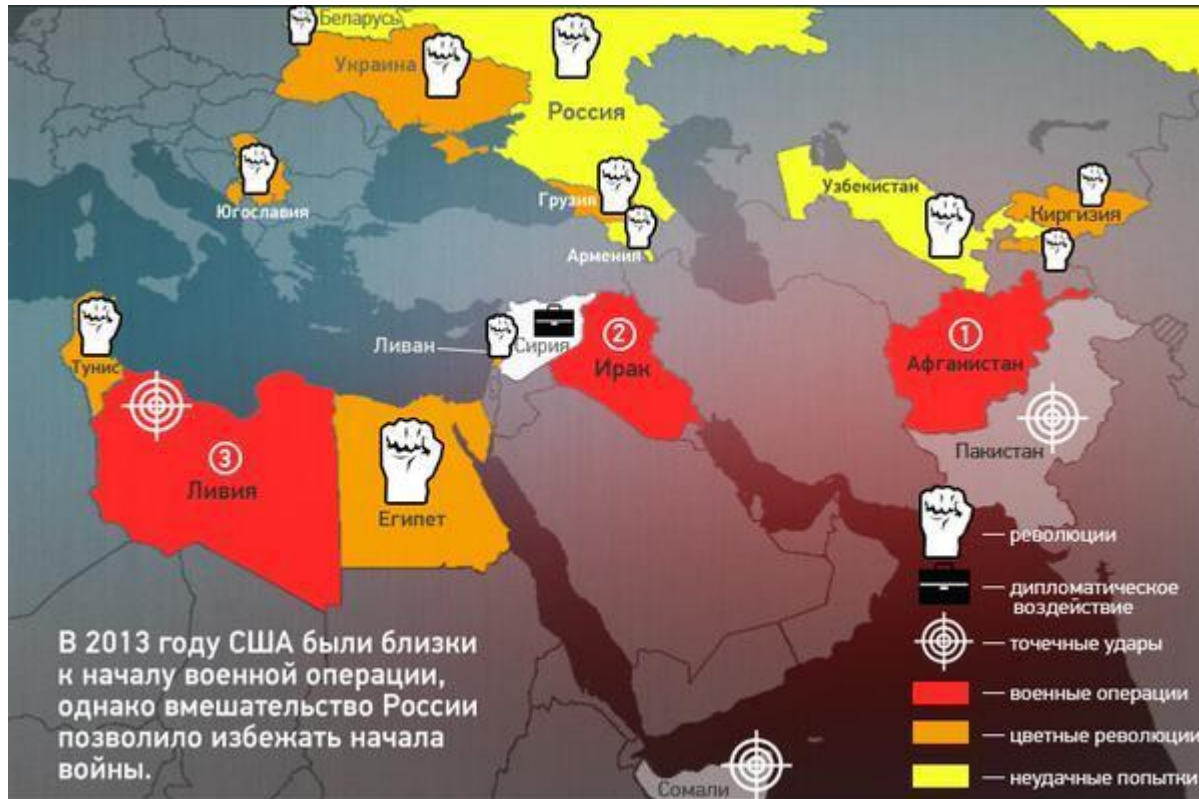 Беларусь
Украина
Россия
Югославия
Грузия
Армения
Узбекистан
Киргизия
Тунис
Ливан
Сирия
2
Ирак
1
Афганистан
Пакистан
3
Ливия
Египет
Сомали
В 2013 году США были близки
к началу военной операции,
однако вмешательство России
позволило избежать начала
войны.
— революции
— дипломатическое
воздействие
— точечные удары
— военные операции
— цветные революции
— неудачные попытки